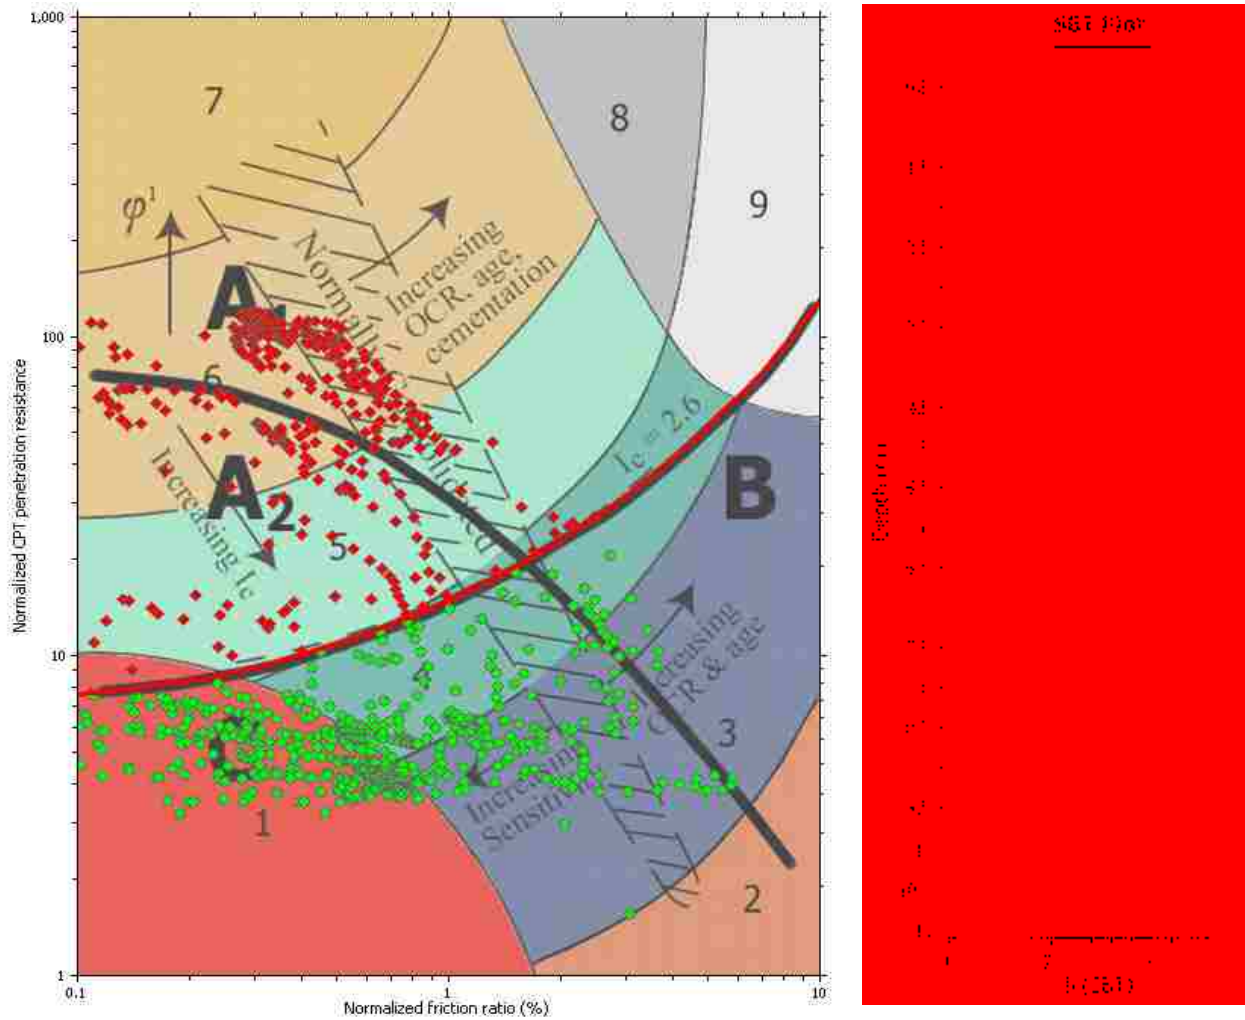 1,000
7
8
9
φ'
Increasing
OCR, age,
cementation
A1
100
6
Normally Consolidated
Ic = 2.6
Increasing Ic
A2
B
5
Normalized CPT penetration resistance
10
4
Increasing
OCR & age
3
C
Increasing
Sensitivity
1
2
1
0.1
1
10
Normalized friction ratio (%)
SBT Plot